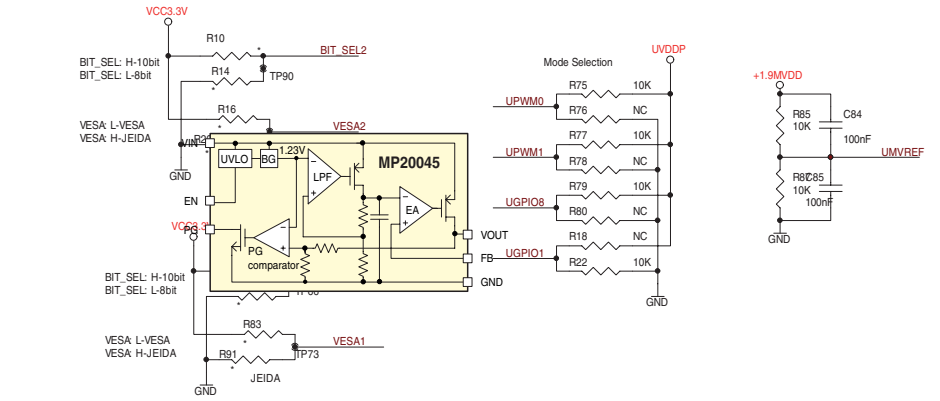 VCC3.3V
R10
BIT_SEL2
BIT_SEL: H-10bit
BIT_SEL: L-8bit
R14
TP90
R16
VESA: L-VESA
VESA: H-JEIDA
VESA2
VIN
GND
UVLO
BG
1.23V
LPF
MP20045
EN
EA
PG
PG
comparator
VOUT
FB
GND
BIT_SEL: H-10bit
BIT_SEL: L-8bit
R83
VESA: L-VESA
VESA: H-JEIDA
VESA1
R91
TP73
JEIDA
GND
Mode Selection
UVDDP
R75
10K
UPWM0
R76
NC
R77
10K
UPWM1
R78
NC
R79
10K
UGPIO8
R80
NC
R18
NC
UGPIO1
R22
10K
GND
+1.9MVDD
R85
10K
C84
100nF
UMVREF
C85
10K
100nF
GND